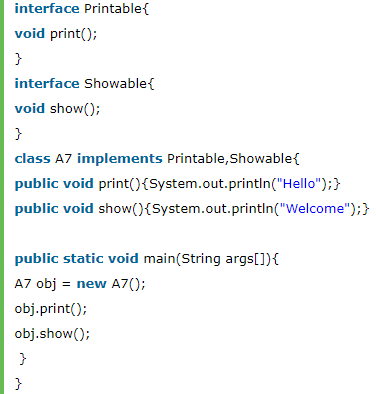 interface Printable{
void print();
}
interface Showable{
void show();
}
class A7 implements Printable,Showable{
public void print(){System.out.println("Hello");}
public void show(){System.out.println("Welcome");}
public static void main(String args[]){
A7 obj = new A7();
obj.print();
obj.show();
}
}